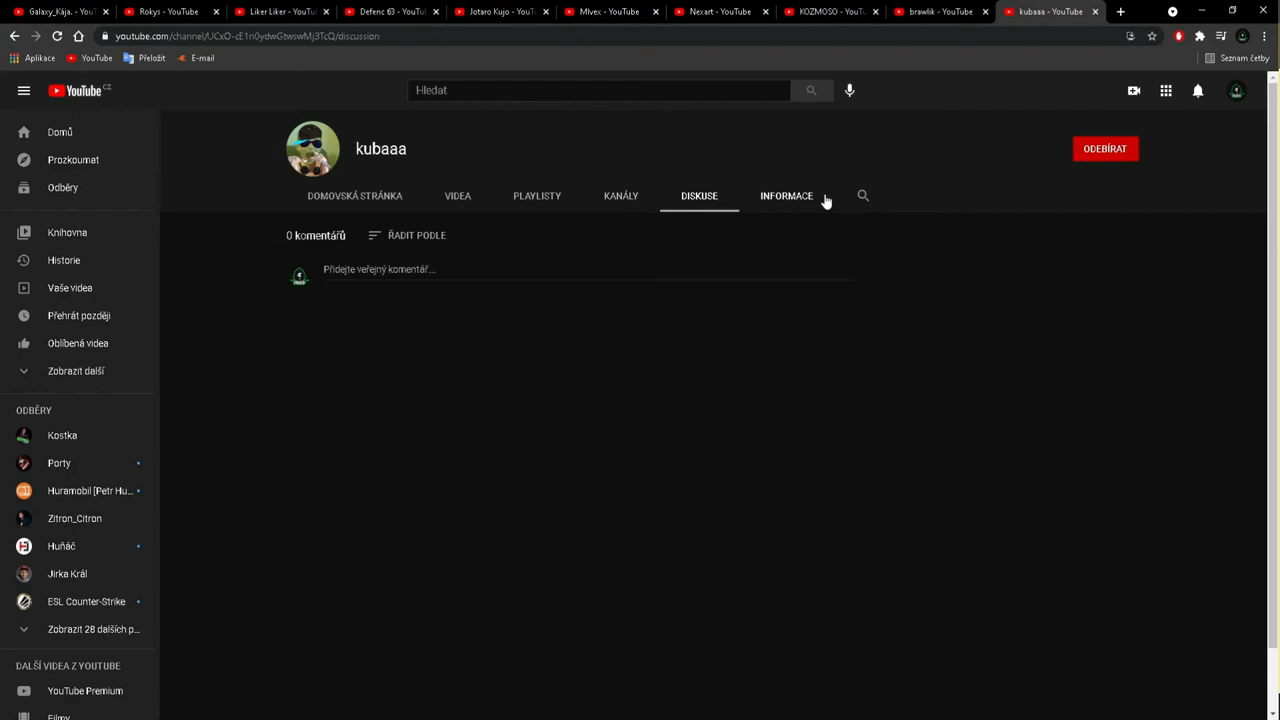 Galaxy_Kája. - YouT
Rokys - YouTube
Liker Liker - YouTu
Defenc 63 - YouTu
Jotaro Kujo - YouTu
Mlvex - YouTube
Nexart - YouTube
KOZMOSO - YouTu
brawlik - YouTube
kubaaa - YouTube
youtube.com/channel/UCxO-cE1n0ydwGtwswMj3TcQ/discussion
Aplikace
YouTube
Přeložit
E-mail
Seznam četby
YouTube CZ
Hledat
Domů
Prozkoumat
Odběry
Knihovna
Historie
Vaše videa
Přehrát později
Oblíbená videa
Zobrazit další
ODBĚRY
Kostka
Porty
Huramobil [Petr Hu...
Zitron_Citron
Huňáč
Jirka Král
ESL Counter-Strike
Zobrazit 28 dalších p...
DALŠÍ VIDEA Z YOUTUBE
YouTube Premium
Filmy
kubaaa
ODEBÍRAT
DOMOVSKÁ STRÁNKA
VIDEA
PLAYLISTY
KANÁLY
DISKUSE
INFORMACE
0 komentářů
ŘADIT PODLE
Přidejte veřejný komentář...